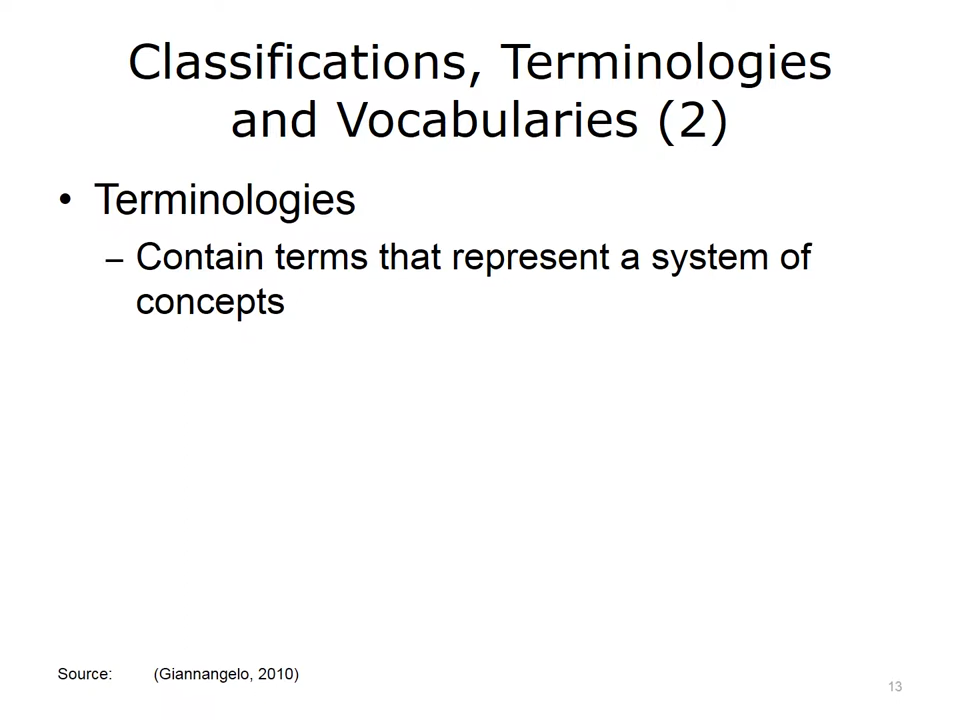 Classifications, Terminologies
and Vocabularies (2)
• Terminologies
– Contain terms that represent a system of
concepts
Source: (Giannangelo, 2010)
13